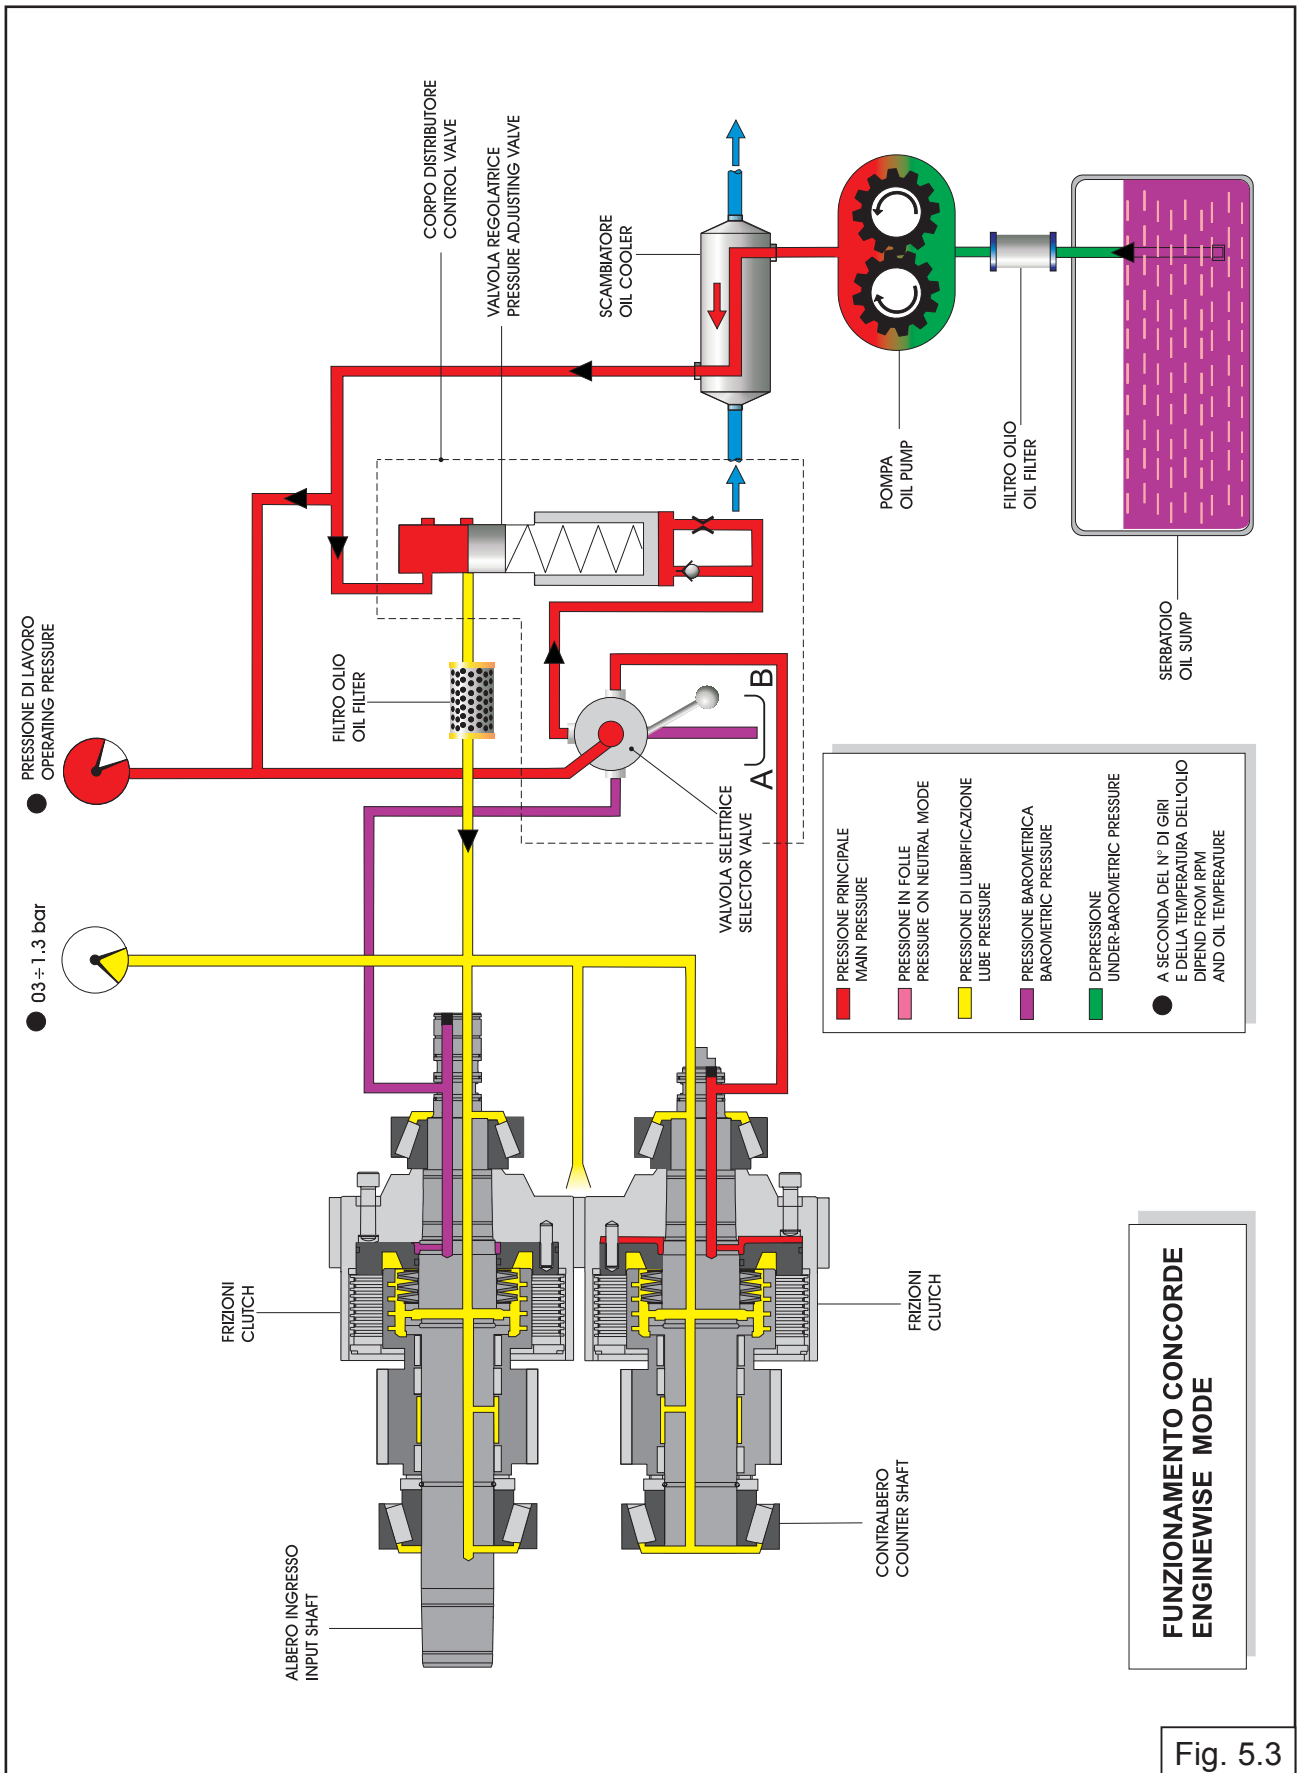 PRESSIONE DI LAVORO
OPERATING PRESSURE
03÷1.3 bar
CORPO DISTRIBUTORE
CONTROL VALVE
VALVOLA REGOLATRICE
PRESSURE ADJUSTING VALVE
SCAMBIATORE
OIL COOLER
POMPA
OIL PUMP
FILTRO OLIO
OIL FILTER
SERBATOIO
OIL SUMP
FILTRO OLIO
OIL FILTER
A
B
VALVOLA SELETTRICE
SELECTOR VALVE
FRIZIONI
CLUTCH
FRIZIONI
CLUTCH
ALBERO INGRESSO
INPUT SHAFT
CONTRALBERO
COUNTER SHAFT
PRESSIONE PRINCIPALE
MAIN PRESSURE
PRESSIONE IN FOLLE
PRESSURE ON NEUTRAL MODE
PRESSIONE DI LUBRIFICAZIONE
LUBE PRESSURE
PRESSIONE BAROMETRICA
BAROMETRIC PRESSURE
DEPRESSIONE
UNDER-BAROMETRIC PRESSURE
A SECONDA DEL N° DI GIRI
E DELLA TEMPERATURA DELL'OLIO
DIPEND FROM RPM
AND OIL TEMPERATURE
FUNZIONAMENTO CONCORDE
ENGINEWISE MODE
Fig. 5.3